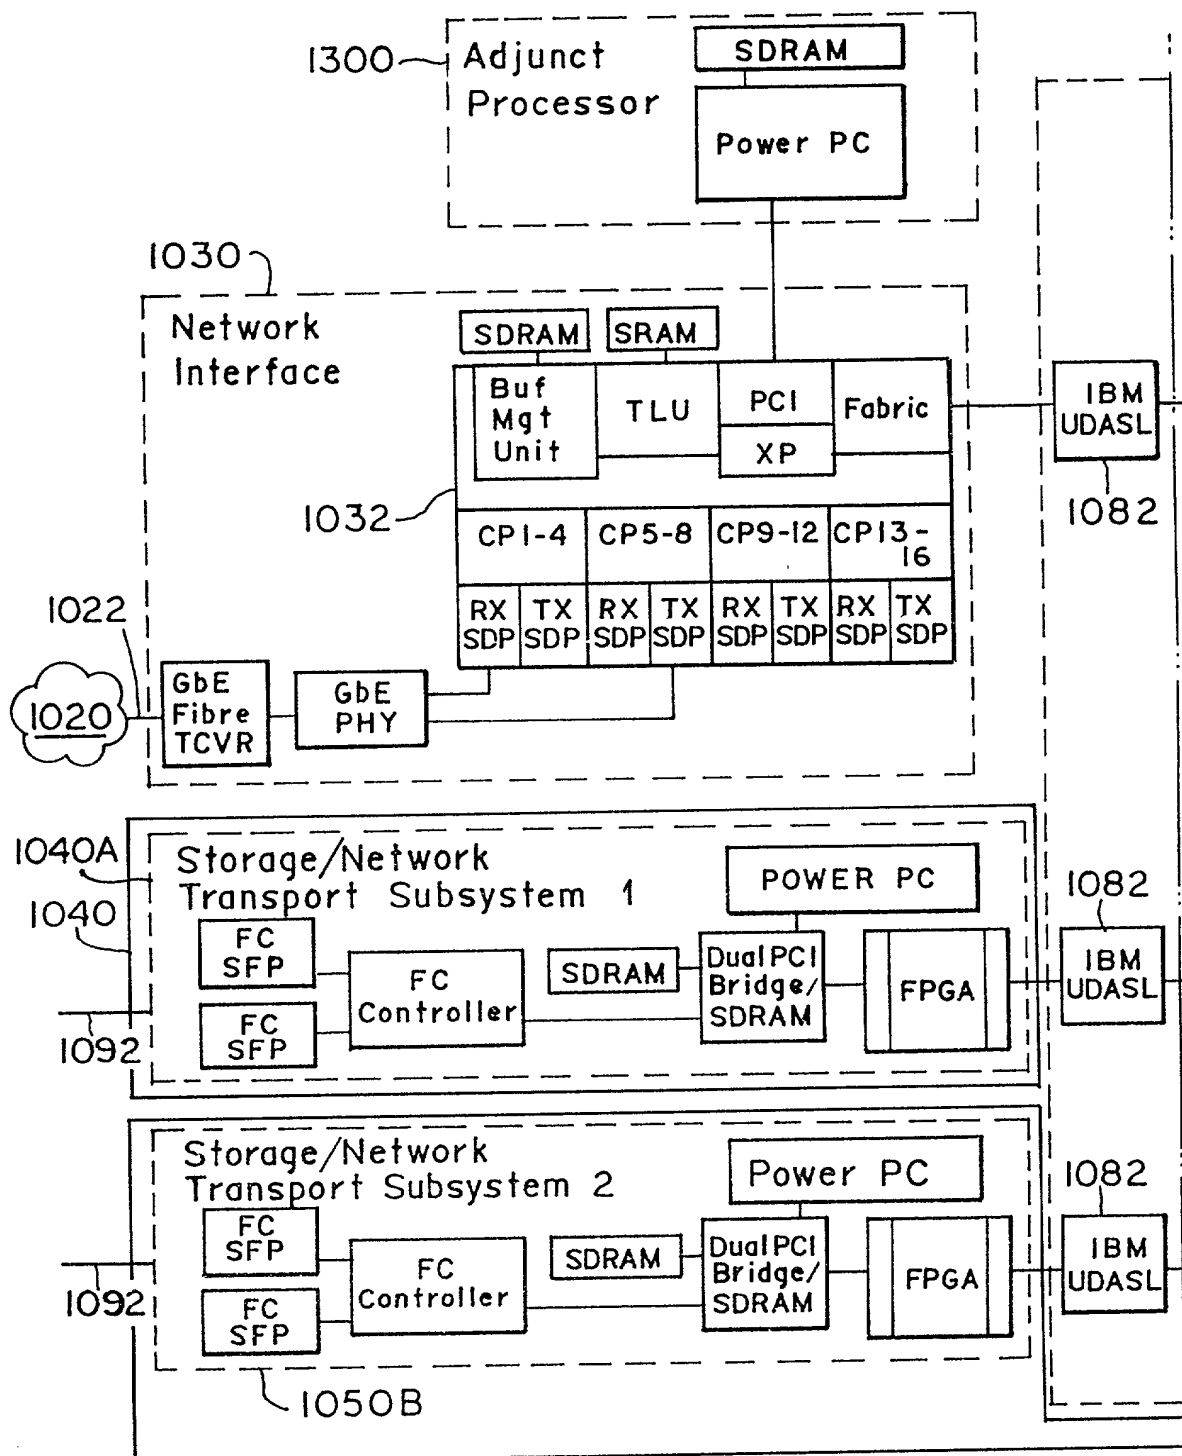 1300
Adjunct
Processor
SDRAM
Power PC
1030
Network
Interface
SDRAM
SRAM
Buf
Mgt
Unit
TLU
PCI
XP
Fabric
IBM
UDASL
1082
1032
CP1-4
CP5-8
CP9-12
CP13-
16
RX
SDP
TX
SDP
RX
SDP
TX
SDP
RX
SDP
TX
SDP
RX
SDP
TX
SDP
1022
1020
GbE
Fibre
TCVR
GbE
PHY
1040A
1040
Storage/Network
Transport Subsystem 1
POWER PC
FC
SFP
FC
SFP
FC
Controller
SDRAM
Dual PCI
Bridge/
SDRAM
FPGA
1082
IBM
UDASL
1092
Storage/Network
Transport Subsystem 2
Power PC
FC
SFP
FC
SFP
FC
Controller
SDRAM
Dual PCI
Bridge/
SDRAM
FPGA
1082
IBM
UDASL
1092
1050B